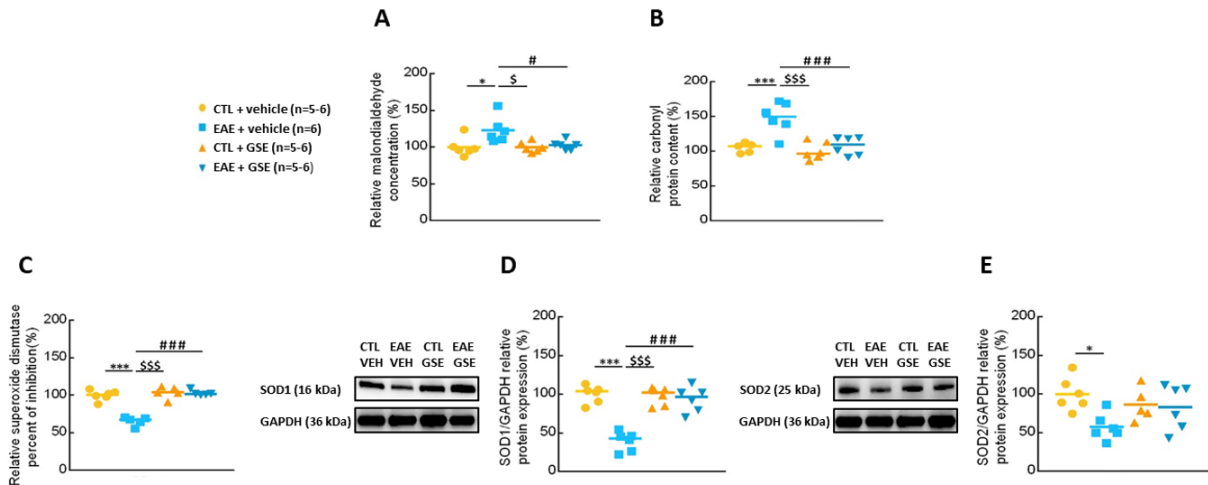 A
B
CTL + vehicle (n=5-6)
EAE + vehicle (n=6)
CTL + GSE (n=5-6)
EAE + GSE (n=5-6)
Relative malondialdehyde
concentration (%)
200
150
100
50
0
* $ #
Relative carbonyl
protein content (%)
200
150
100
50
0
*** $$$ ###
C
D
E
Relative superoxide dismutase
percent of inhibition(%)
200
150
100
50
0
*** $$$ ###
CTL EAE CTL EAE
VEH VEH GSE GSE
SOD1 (16 kDa)
GAPDH (36 kDa)
SOD1/GAPDH relative
protein expression (%)
200
150
100
50
0
*** $$$ ###
CTL EAE CTL EAE
VEH VEH GSE GSE
SOD2 (25 kDa)
GAPDH (36 kDa)
SOD2/GAPDH relative
protein expression (%)
200
150
100
50
0
*